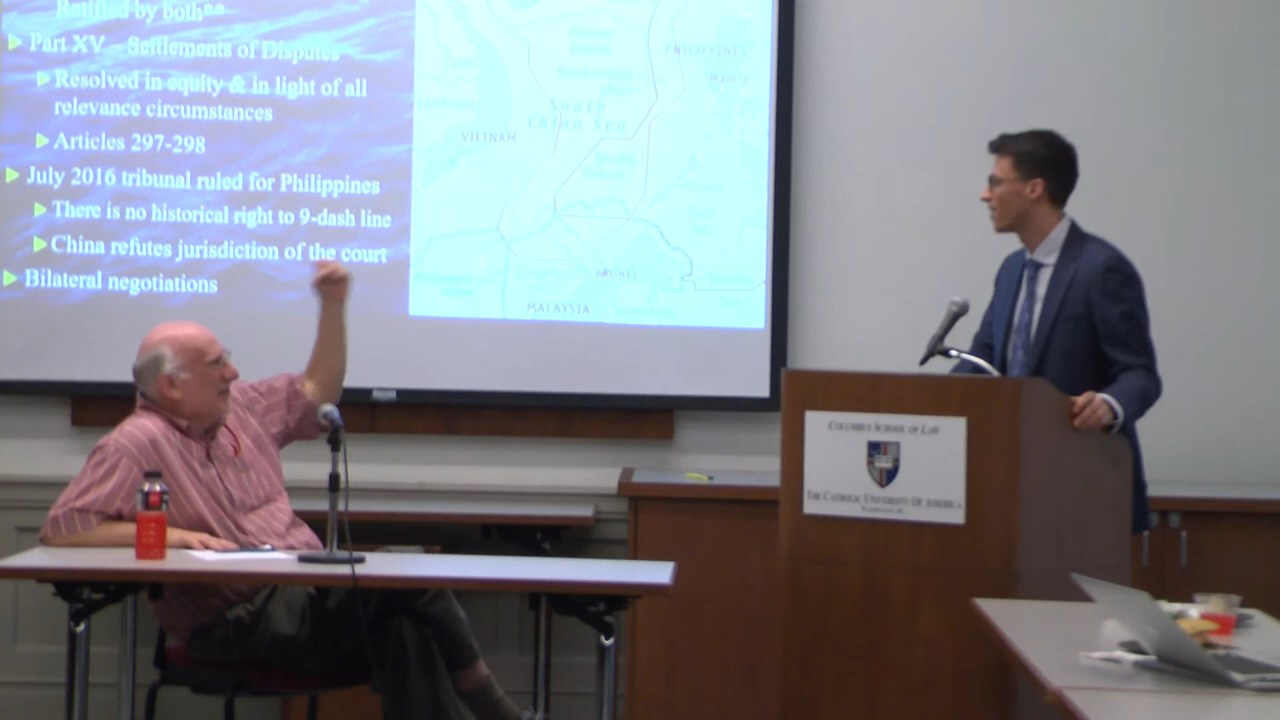 Ratified by both**
Part XV – Settlements of Disputes
Resolved in equity & in light of all
relevance circumstances
Articles 297-298
July 2016 tribunal ruled for Philippines
There is no historical right to 9-dash line
China refutes jurisdiction of the court
Bilateral negotiations
PHILIPPINES
Manila
South
China Sea
VIETNAM
BRUNEI
MALAYSIA
COLUMBUS SCHOOL OF LAW
THE CATHOLIC UNIVERSITY OF AMERICA